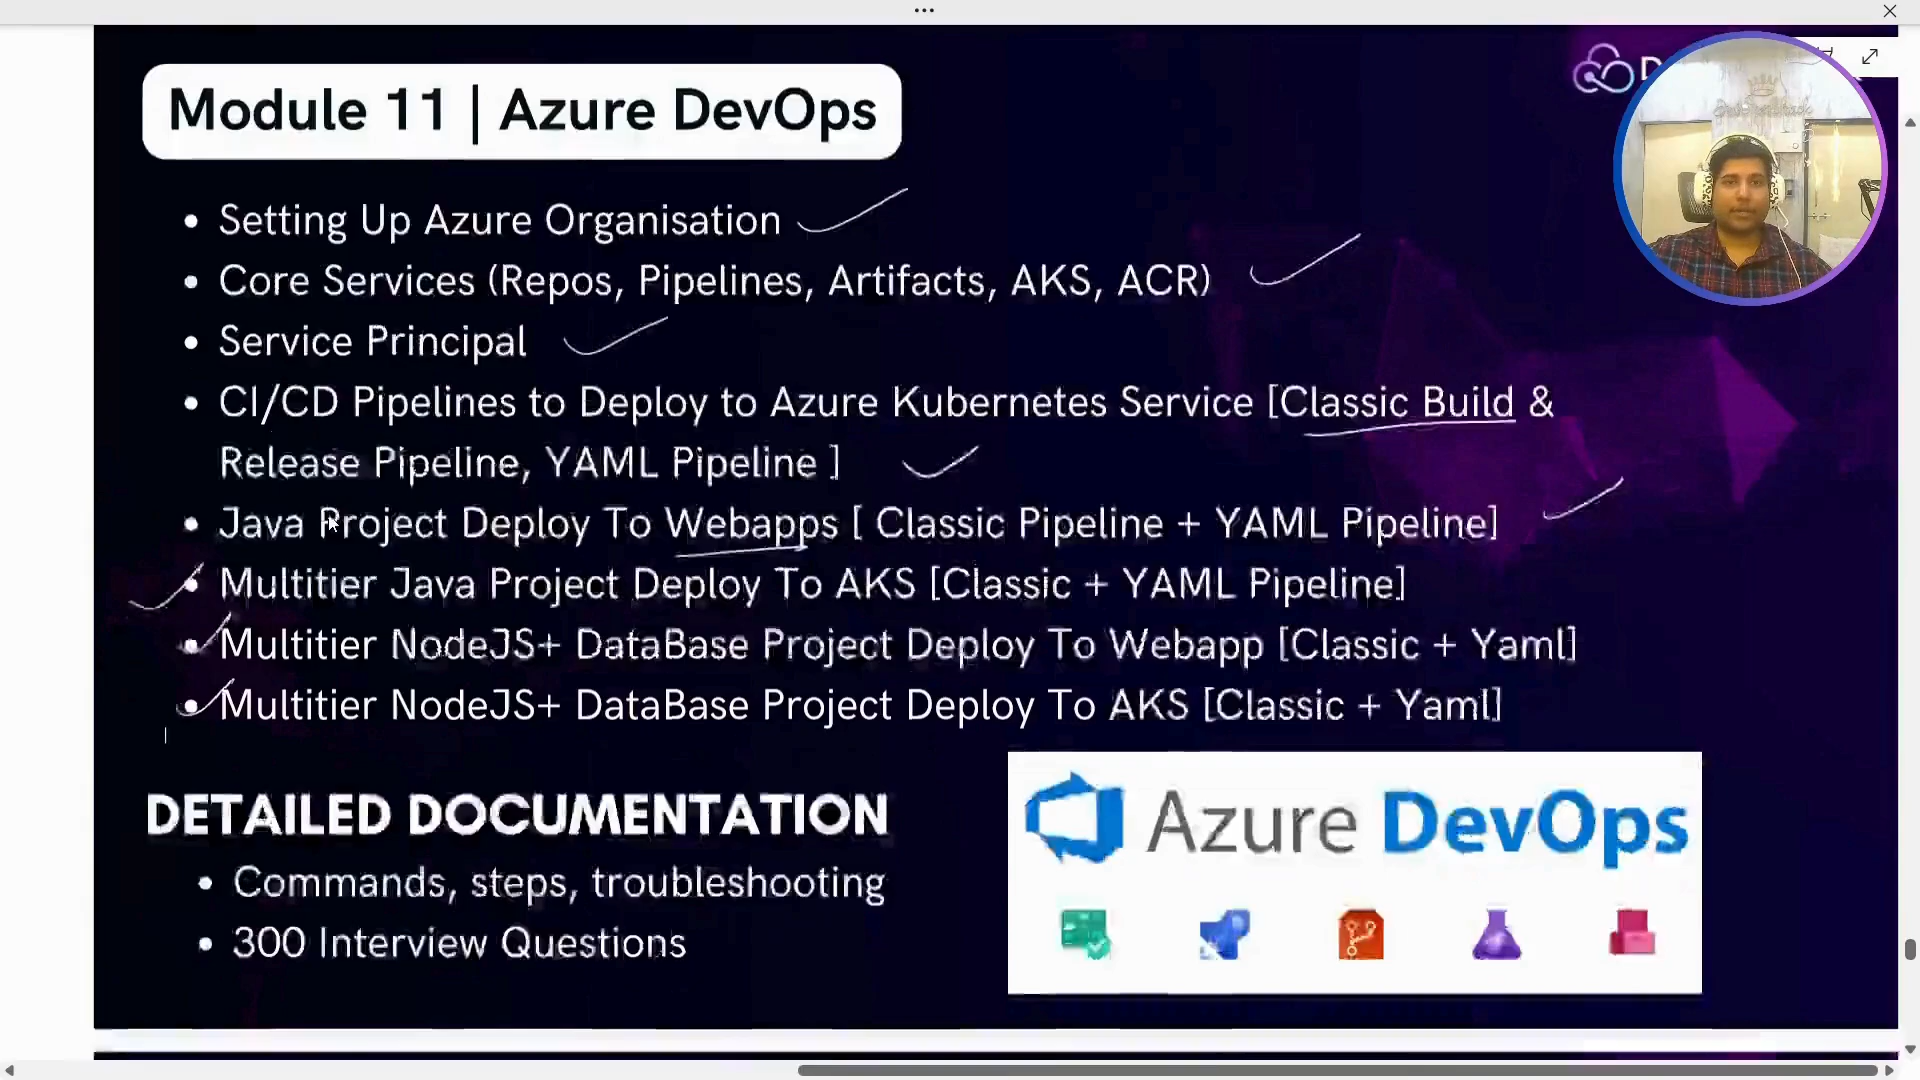 Module 11 | Azure DevOps
• Setting Up Azure Organisation
• Core Services (Repos, Pipelines, Artifacts, AKS, ACR)
• Service Principal
• CI/CD Pipelines to Deploy to Azure Kubernetes Service [Classic Build &
Release Pipeline, YAML Pipeline ]
• Java Project Deploy To Webapps [ Classic Pipeline + YAML Pipeline]
• Multitier Java Project Deploy To AKS [Classic + YAML Pipeline]
• Multitier NodeJS+ DataBase Project Deploy To Webapp [Classic + Yaml]
• Multitier NodeJS+ DataBase Project Deploy To AKS [Classic + Yaml]
DETAILED DOCUMENTATION
• Commands, steps, troubleshooting
• 300 Interview Questions
Azure DevOps